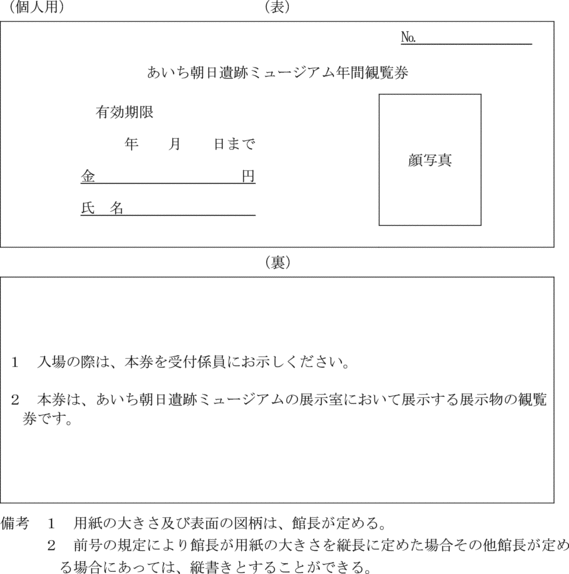 （個人用）
（表）
№
あいち朝日遺跡ミュージアム年間観覧券
有効期限
年　　月　　日まで
金　　　　　　　　　　円
氏　名
顔写真
（裏）
１　入場の際は、本券を受付係員にお示しください。
２　本券は、あいち朝日遺跡ミュージアムの展示室において展示する展示物の観覧
券です。
備考　１　用紙の大きさ及び表面の図柄は、館長が定める。
２　前号の規定により館長が用紙の大きさを縦長に定めた場合その他館長が定め
る場合にあっては、縦書きとすることができる。